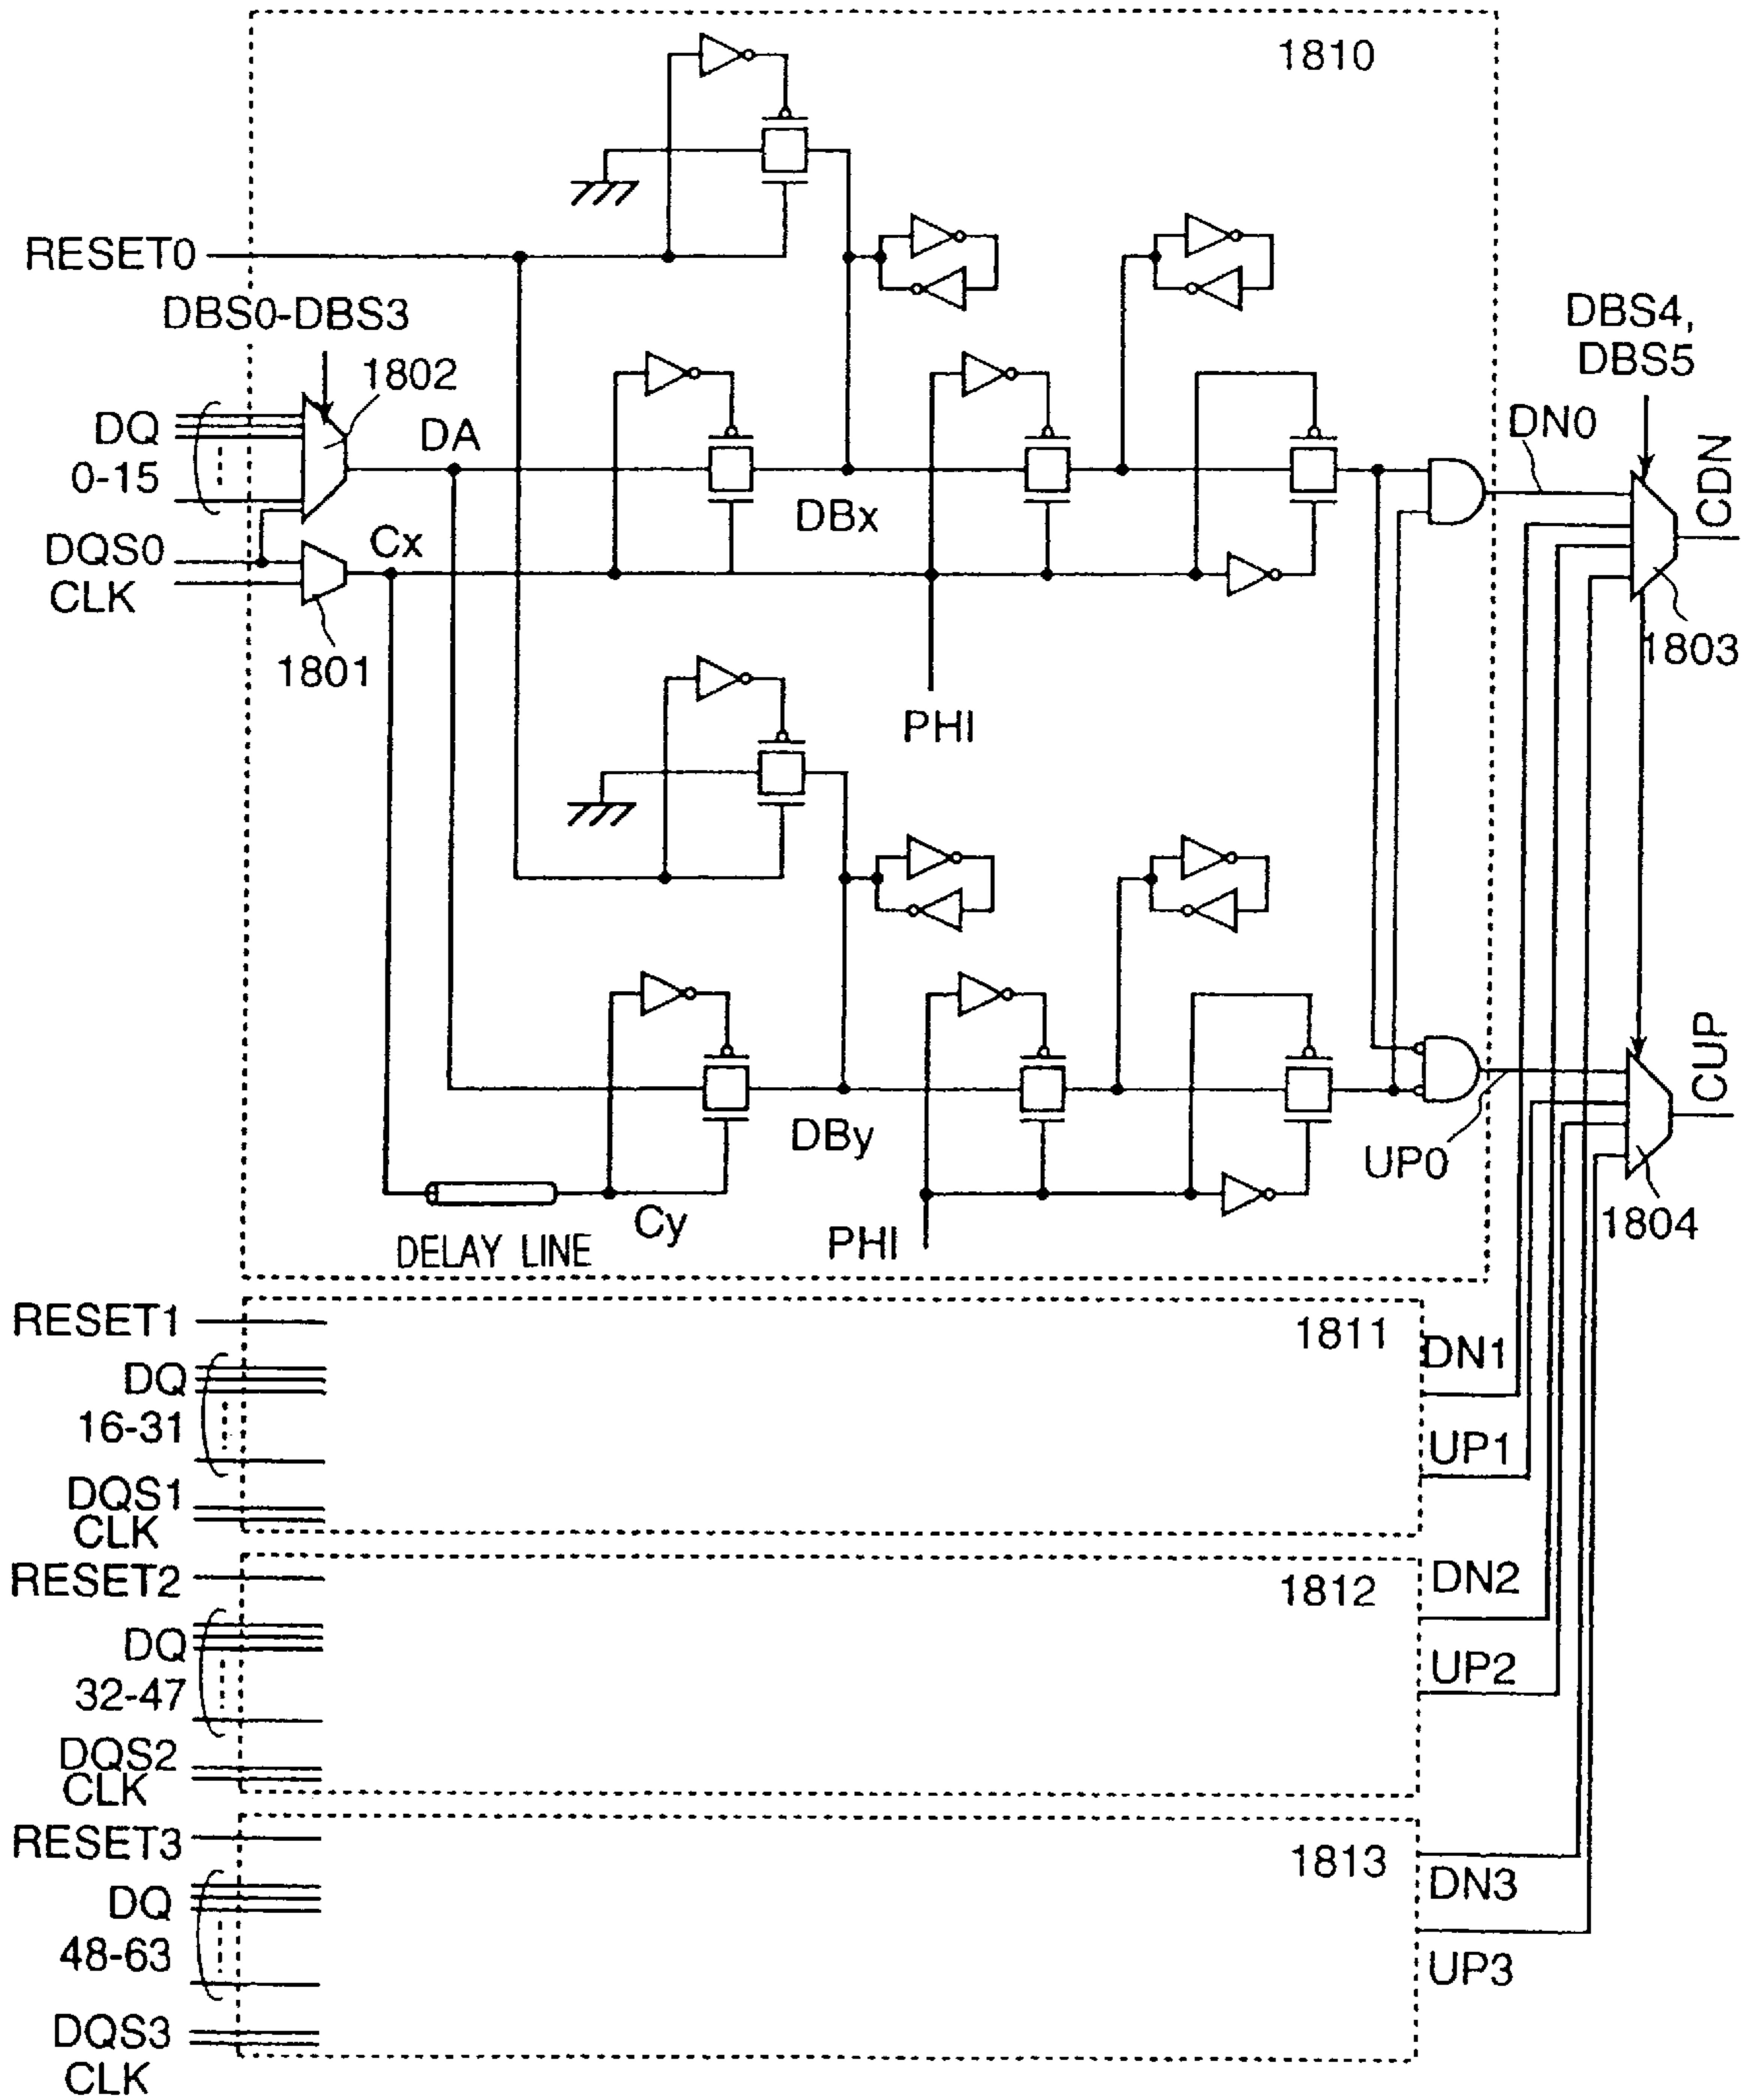 1810
RESET0
DBS0-DBS3
1802
DQ
0-15
DA
DQS0
CLK
Cx
1801
DBx
PHI
DBS4,
DBS5
DN0
CDN
1803
DBy
UP0
CUP
1804
Cy
PHI
DELAY LINE
RESET1
1811
DQ
16-31
DN1
UP1
DQS1
CLK
RESET2
1812
DN2
DQ
32-47
UP2
DQS2
CLK
RESET3
1813
DN3
DQ
48-63
UP3
DQS3
CLK